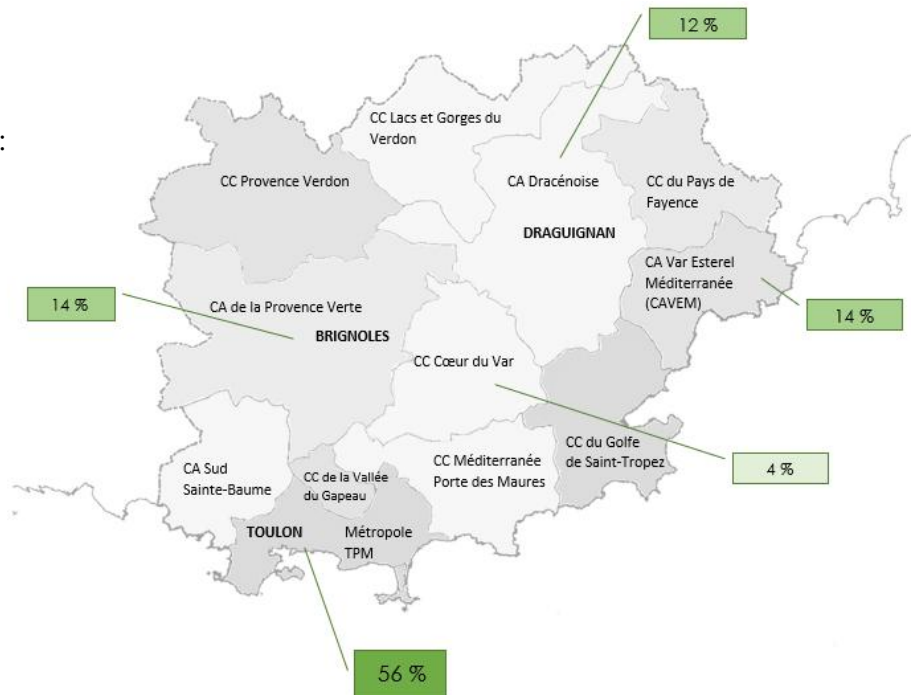 12 %
:
CC Lacs et Gorges du
Verdon
CC Provence Verdon
CA Dracénoise
CC du Pays de
Fayence
DRAGUIGNAN
CA Var Esterel
Méditerranée
(CAVEM)
14 %
CA de la Provence Verte
BRIGNOLES
14 %
CC Cœur du Var
CC du Golfe
de Saint-Tropez
CA Sud
Sainte-Baume
CC de la Vallée
du Gapeau
CC Méditerranée
Porte des Maures
4 %
TOULON
Métropole
TPM
56 %